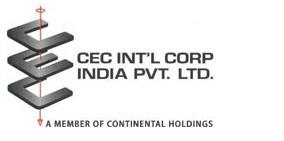 CEC INT'L CORP
INDIA PVT. LTD.
A MEMBER OF CONTINENTAL HOLDINGS